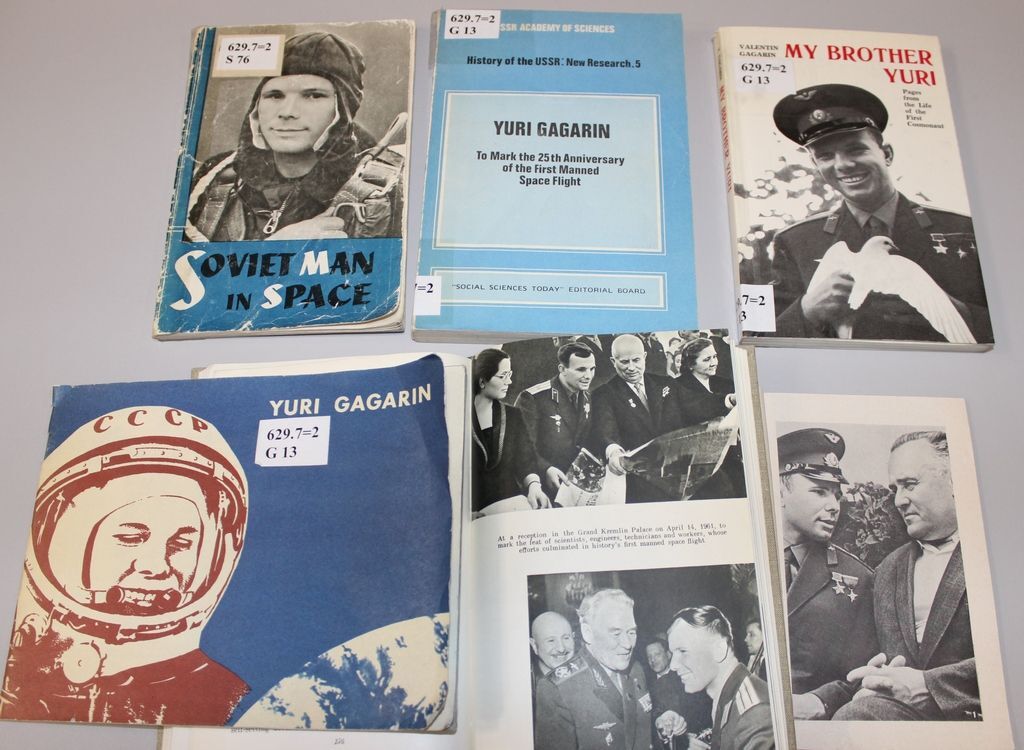 629.7=2
S 76
SOVIET MAN
IN SPACE
629.7=2
G 13
SSR ACADEMY OF SCIENCES
History of the USSR: New Research.5
YURI GAGARIN
To Mark the 25th Anniversary
of the First Manned
Space Flight
"SOCIAL SCIENCES TODAY" EDITORIAL BOARD
=2
VALENTIN
GAGARIN
MY BROTHER
YURI
629.7=2
G 13
Pages
from the
Life
of the
First
Cosmonaut
.7=2
3
CCCP
YURI GAGARIN
629.7=2
G 13
At a reception in the Grand Kremlin Palace on April 14, 1961, to
mark the feat of scientists, engineers, technicians and workers, whose
efforts culminated in history's first manned space flight